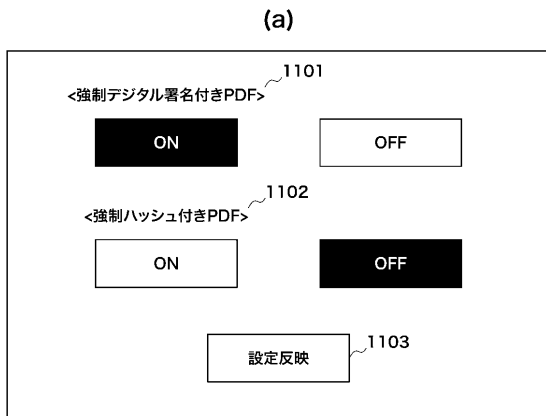 (a)
1101
<強制デジタル署名付きPDF>
ON OFF
1102
<強制ハッシュ付きPDF>
ON OFF
設定反映 1103